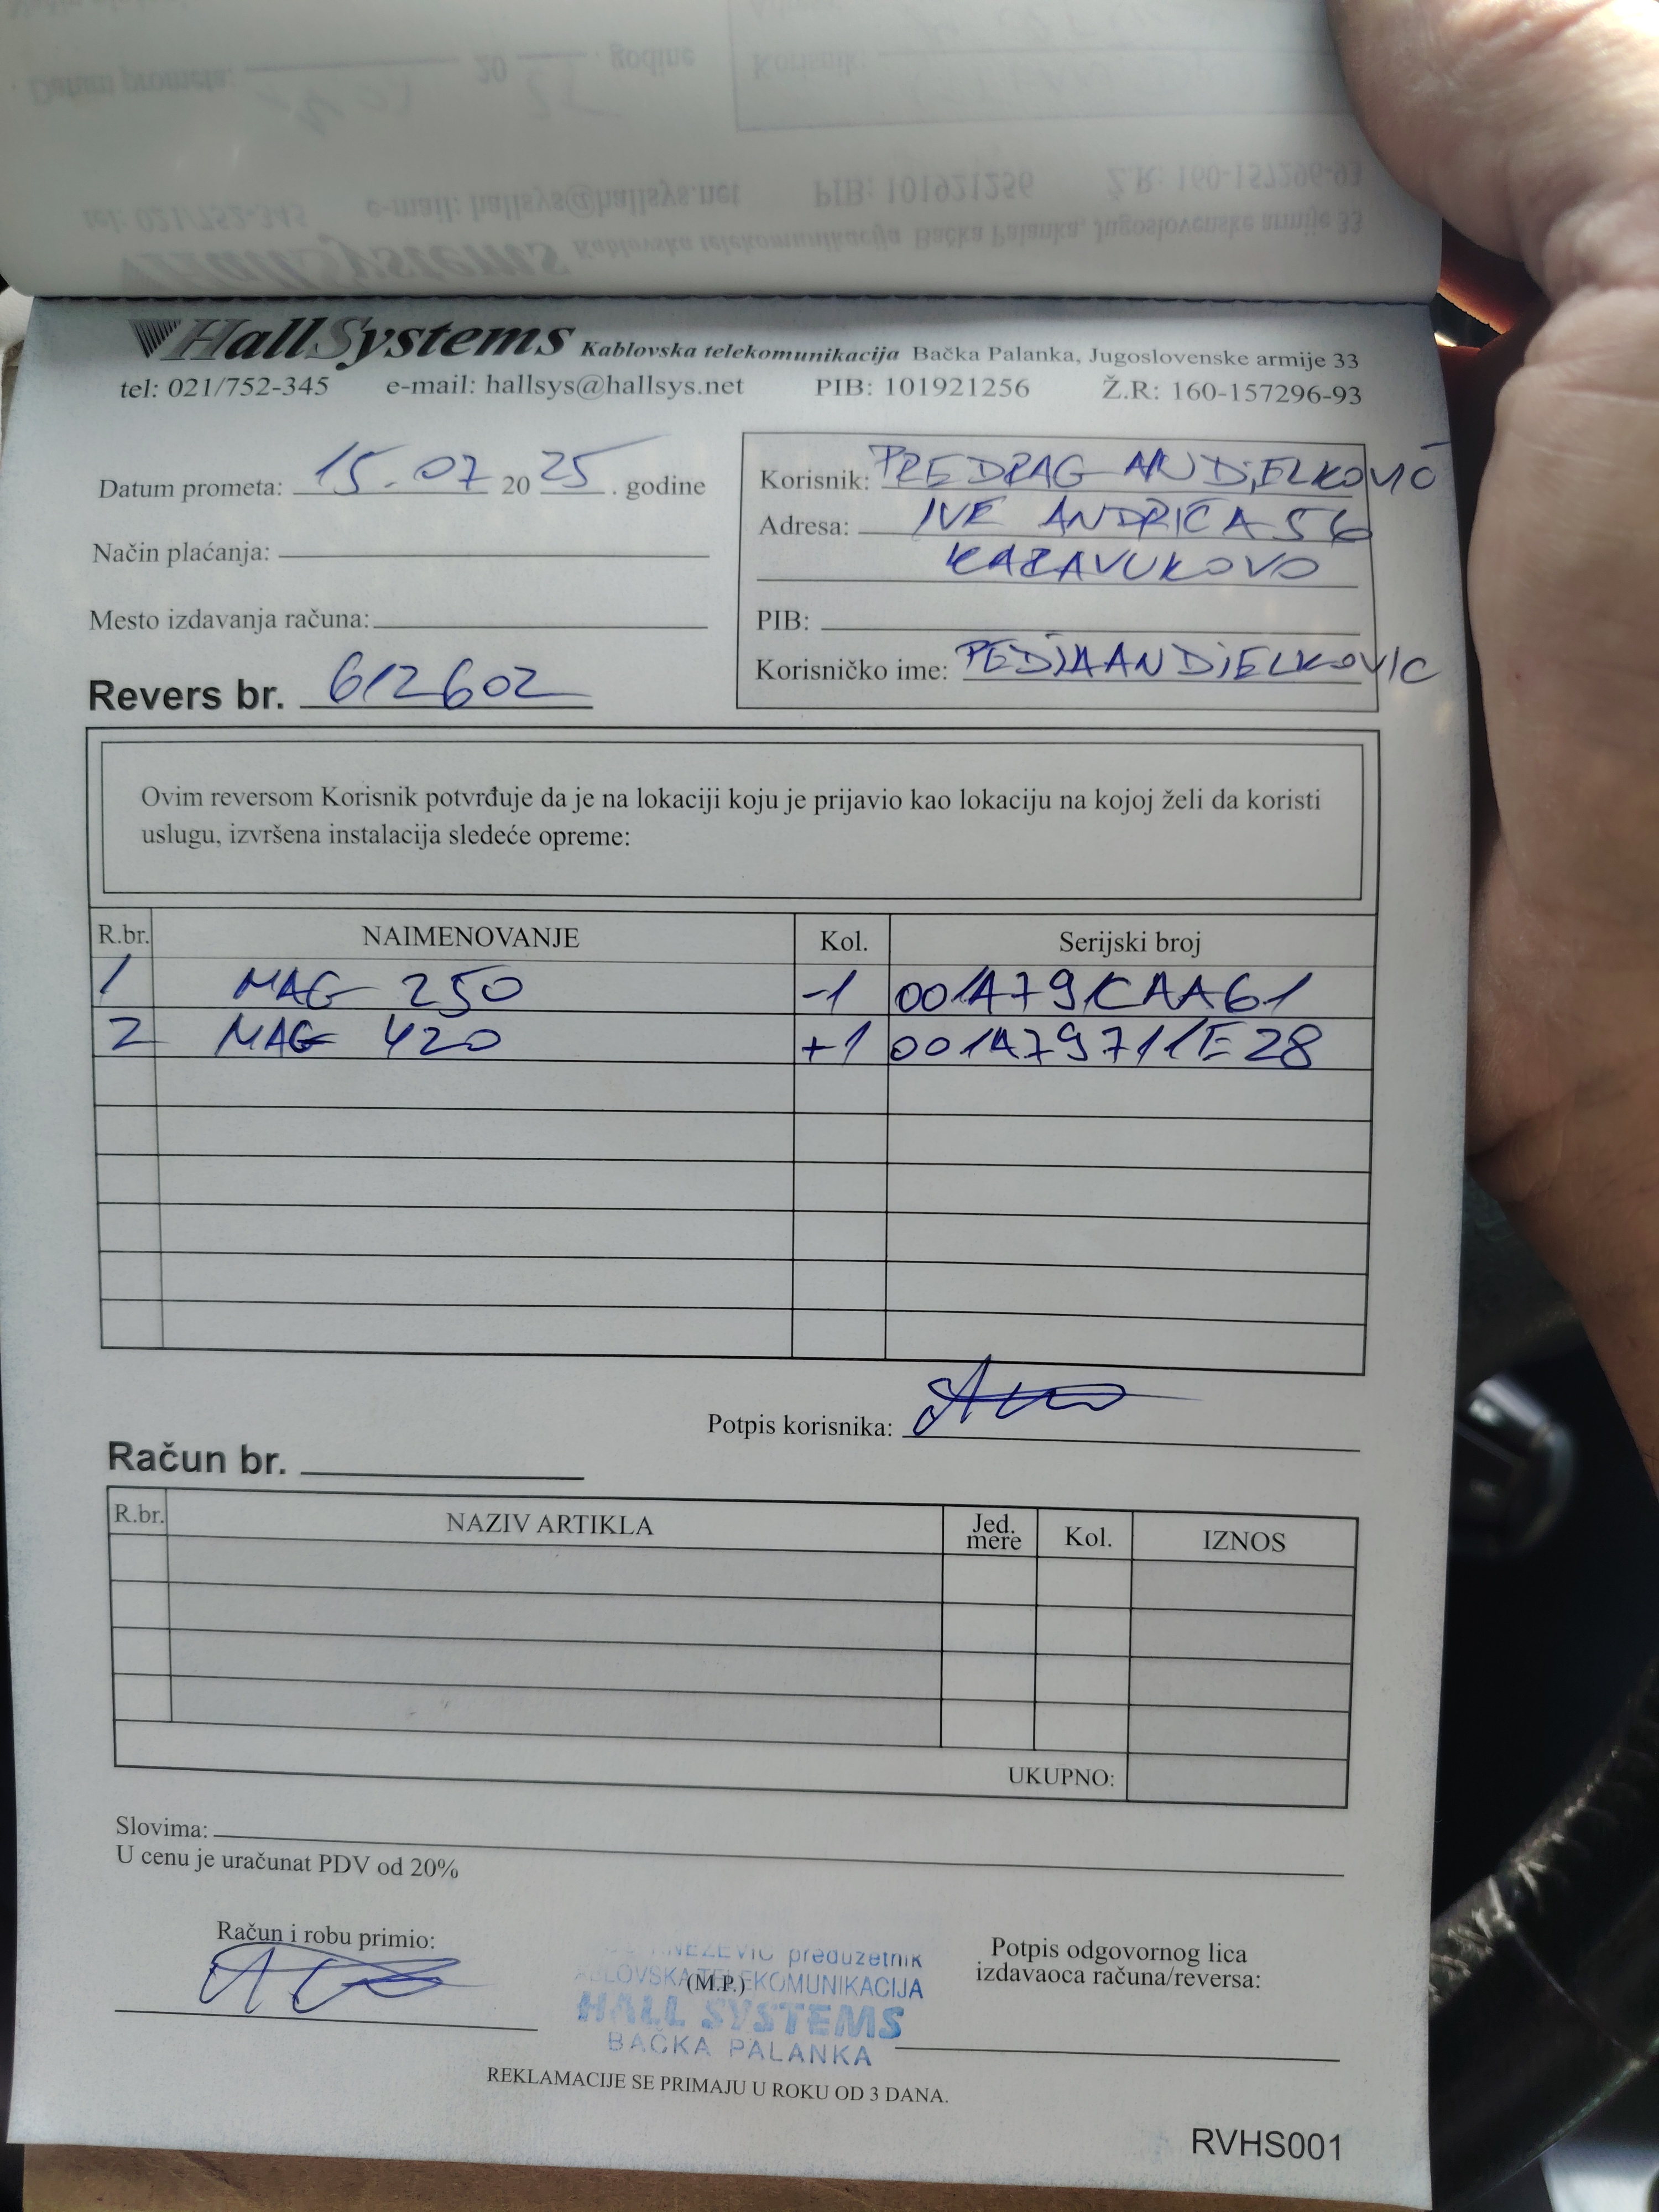 HallSystems Kablovska telekomunikacija Bačka Palanka, Jugoslovenske armije 33
tel: 021/752-345 e-mail: hallsys@hallsys.net PIB: 101921256 Ž.R: 160-157296-93
Datum prometa: 15.07 2025. godine
Način plaćanja:
Mesto izdavanja računa:
Revers br. 612602
Korisnik: PREDRAG ANDJELKOVIĆ
Adresa: IVE ANDRIĆA 56
KARAVUKOVO
PIB:
Korisničko ime: PEDJAANDJELKOVIC
Ovim reversom Korisnik potvrđuje da je na lokaciji koju je prijavio kao lokaciju na kojoj želi da koristi
uslugu, izvršena instalacija sledeće opreme:
R.br. NAIMENOVANJE Kol. Serijski broj
1 MAG 250 -1 001A791CAA61
2 MAG 420 +1 001A79711E28
Potpis korisnika:
Račun br.
R.br. NAZIV ARTIKLA Jed. mere Kol. IZNOS
UKUPNO:
Slovima:
U cenu je uračunat PDV od 20%
Račun i robu primio:
(M.P.)
preduzetnik
TELEKOMUNIKACIJA
HALL SYSTEMS
BAČKA PALANKA
Potpis odgovornog lica
izdavaoca računa/reversa:
REKLAMACIJE SE PRIMAJU U ROKU OD 3 DANA.
RVHS001